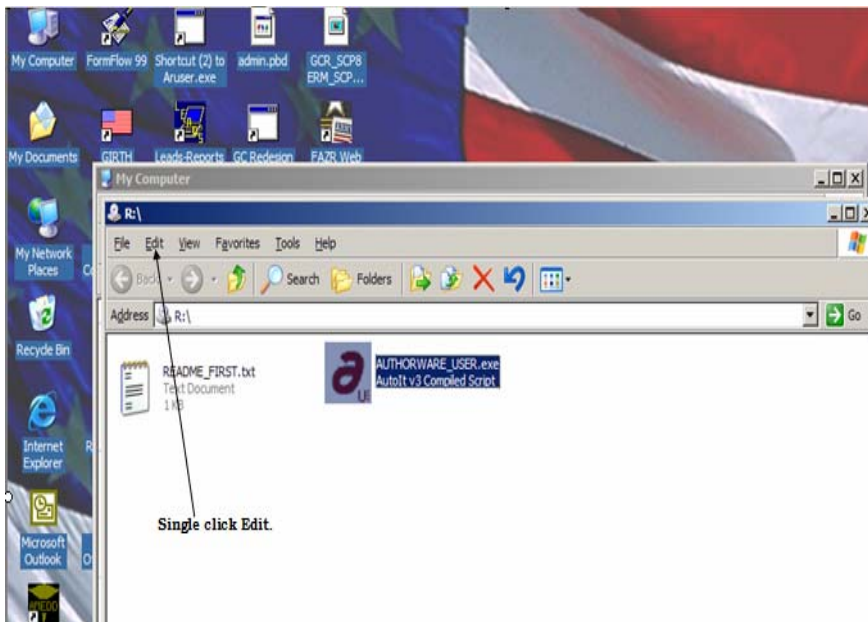 My Computer
FormFlow 99
Shortcut (2) to
Aruser.exe
admin.pbd
GCR_SCP8
ERM_SCP...
My Documents
GIRTH
Leads-Reports
GC Redesign
FAZR Web
My Computer
R:\
File Edit View Favorites Tools Help
My Network
Places
Back Search Folders
Address R:\ Go
Recycle Bin
README_FIRST.txt
Text Document
1 KB
AUTHORWARE_USER.exe
AutoIt v3 Compiled Script
Internet
Explorer
Single click Edit.
Microsoft
Outlook